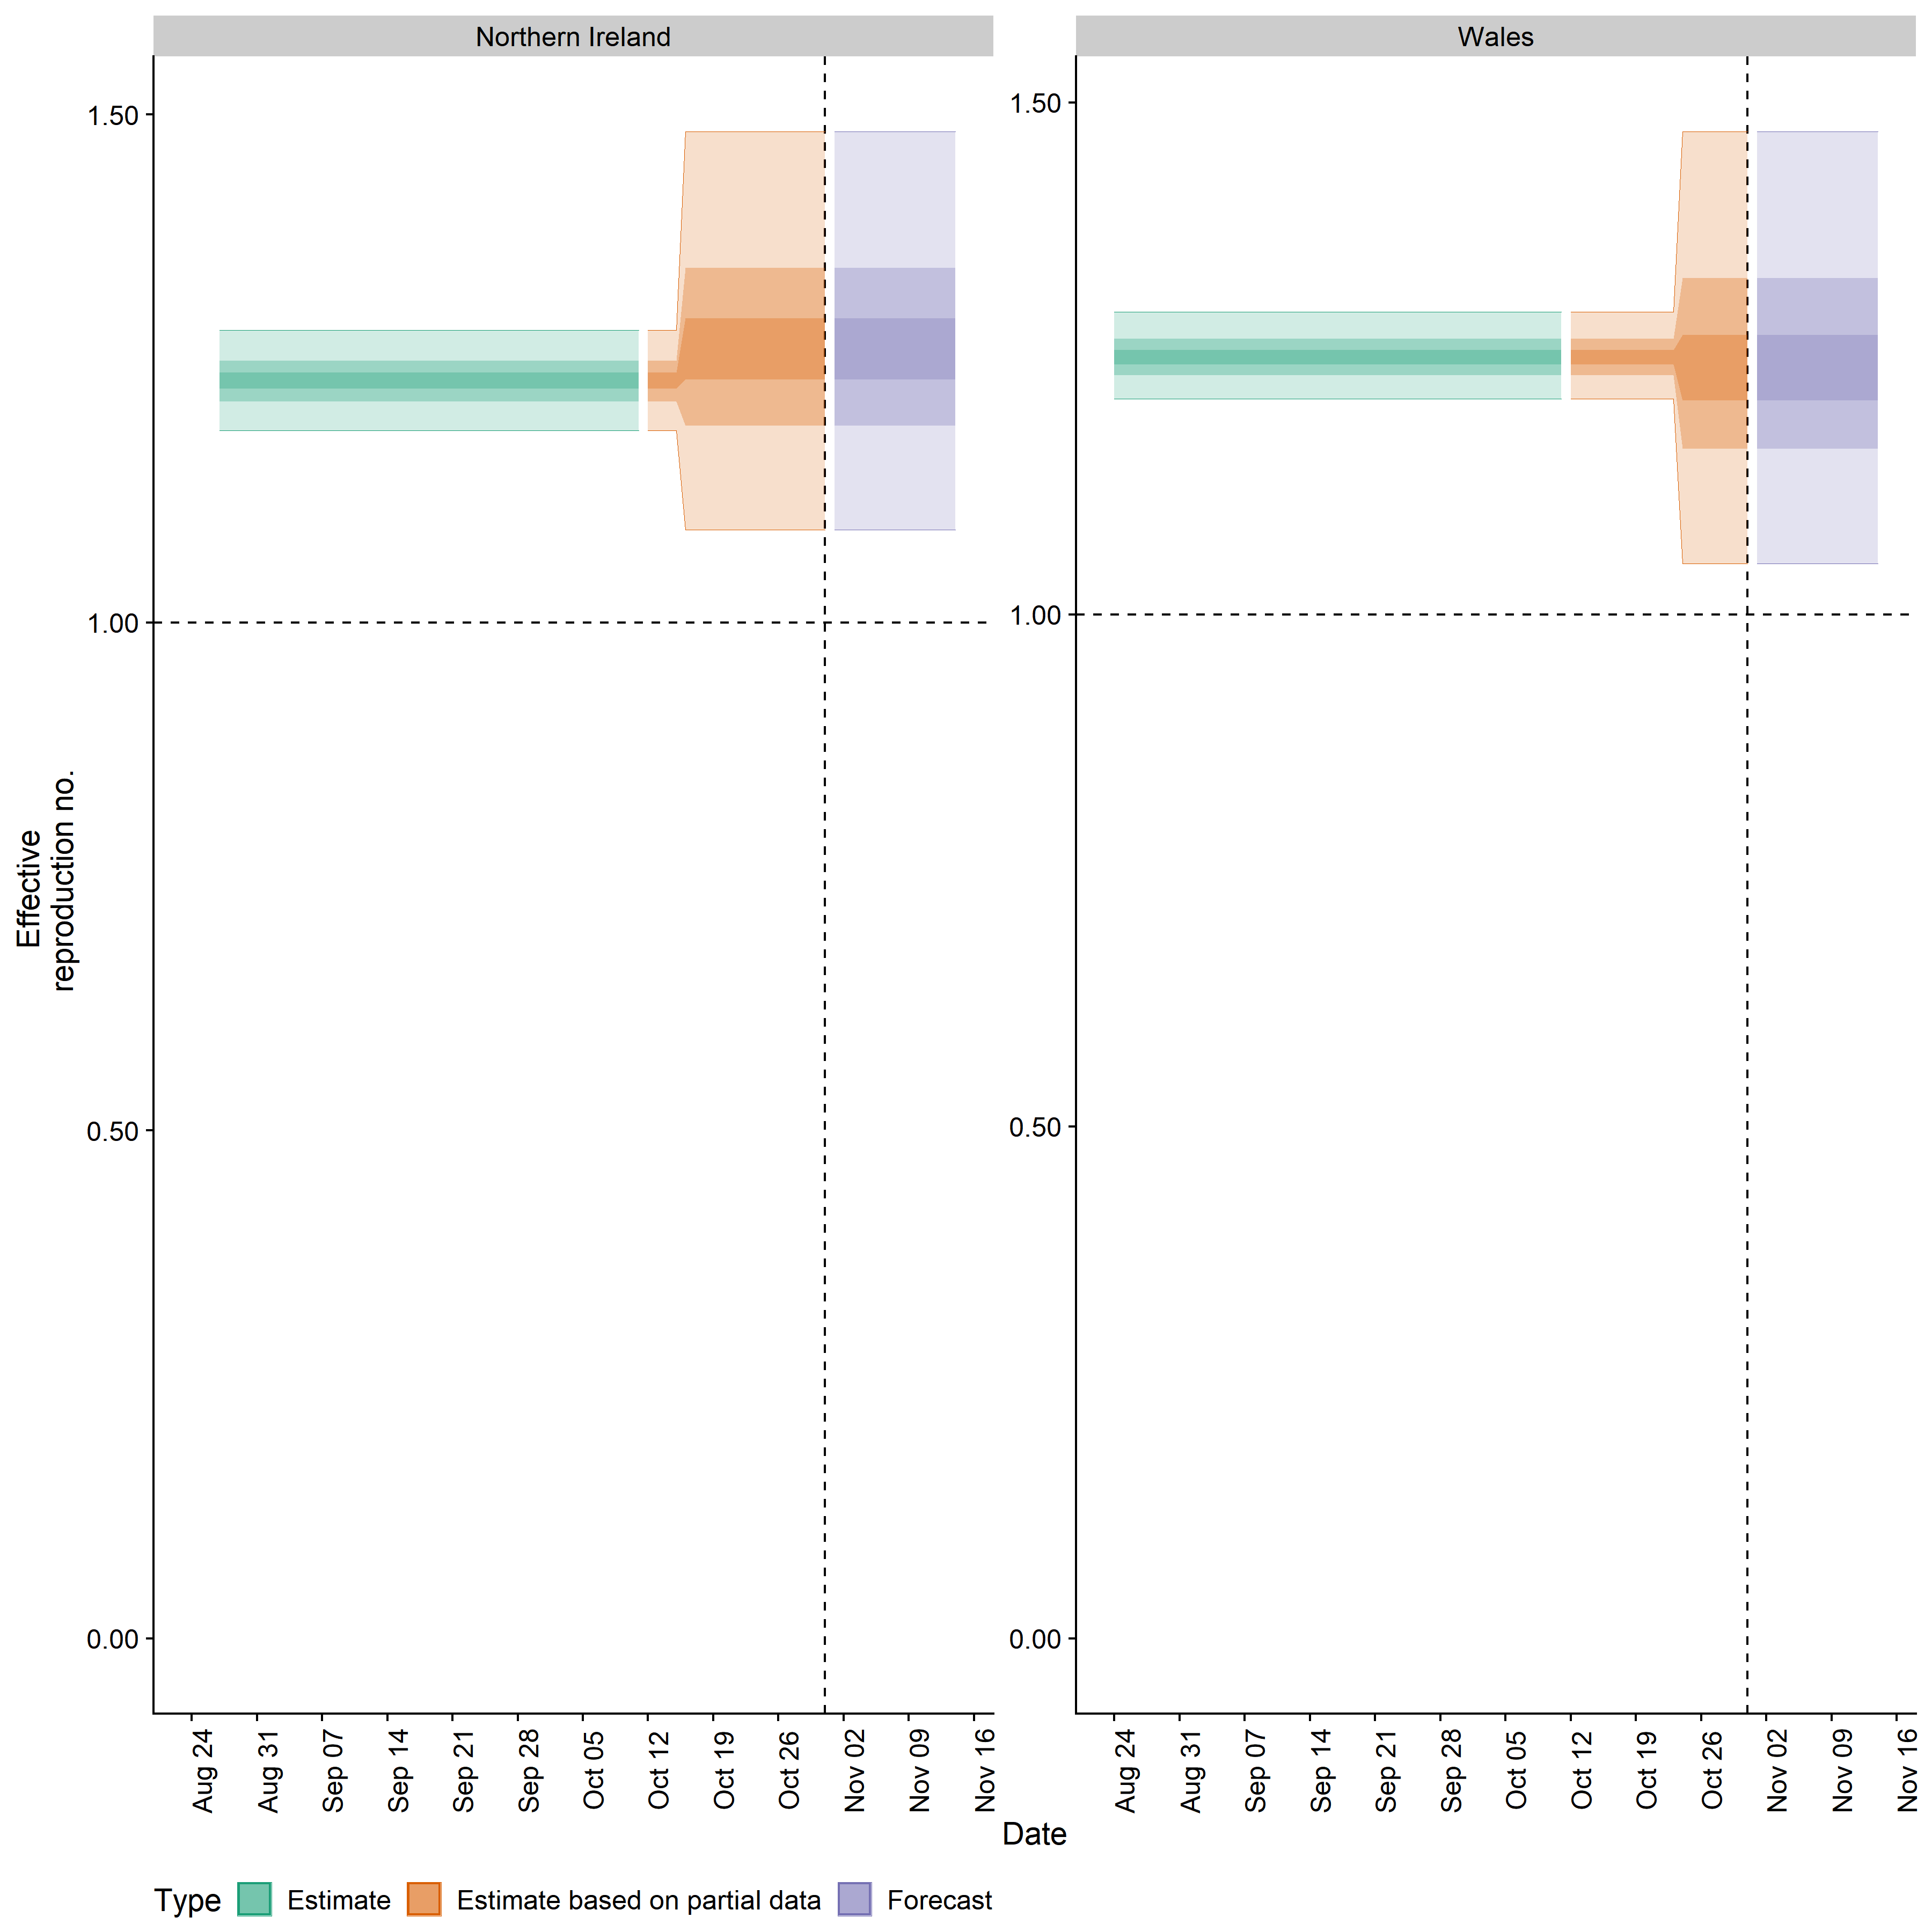 Northern Ireland
Wales
1.50
1.00
0.50
0.00
1.50
1.00
0.50
0.00
Effective
reproduction no.
Aug 24
Aug 31
Sep 07
Sep 14
Sep 21
Sep 28
Oct 05
Oct 12
Oct 19
Oct 26
Nov 02
Nov 09
Nov 16
Aug 24
Aug 31
Sep 07
Sep 14
Sep 21
Sep 28
Oct 05
Oct 12
Oct 19
Oct 26
Nov 02
Nov 09
Nov 16
Date
Type Estimate Estimate based on partial data Forecast